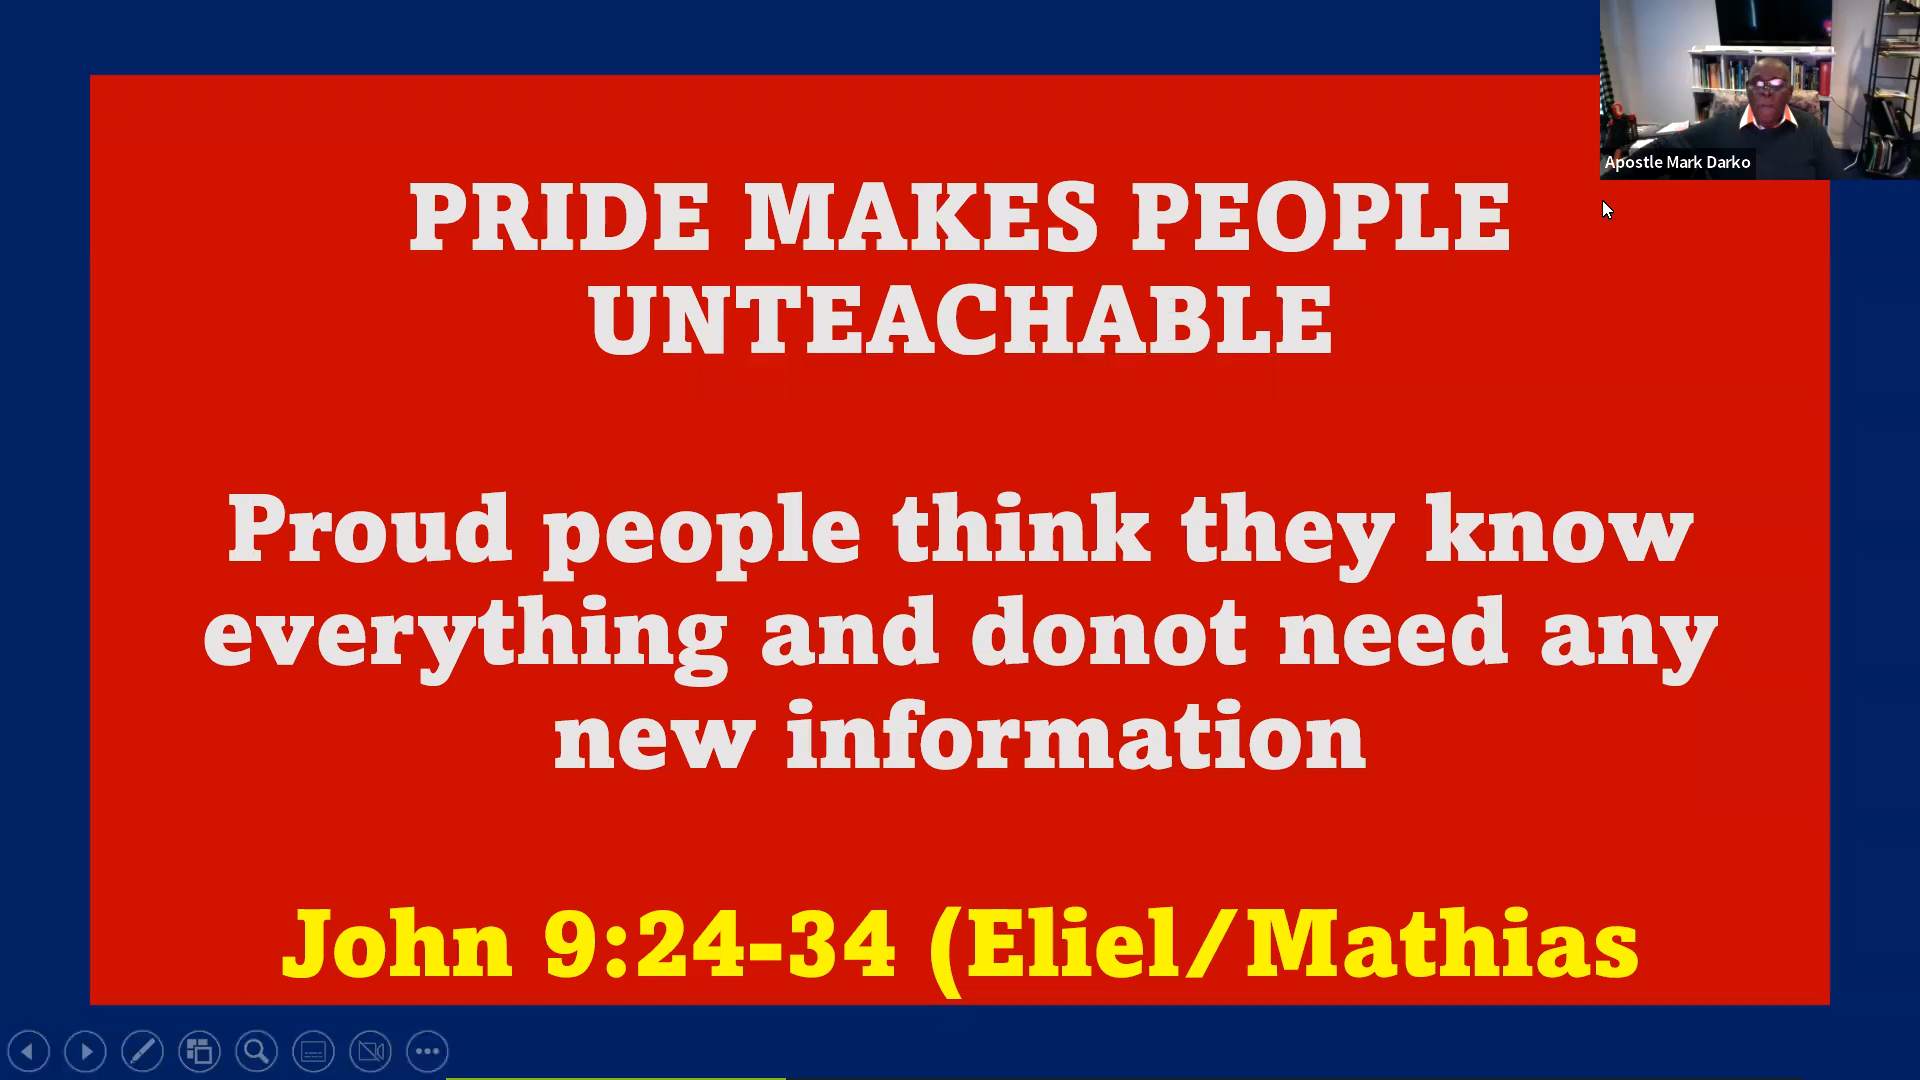 Apostle Mark Darko
PRIDE MAKES PEOPLE
UNTEACHABLE
Proud people think they know
everything and donot need any
new information
John 9:24-34 (Eliel/Mathias